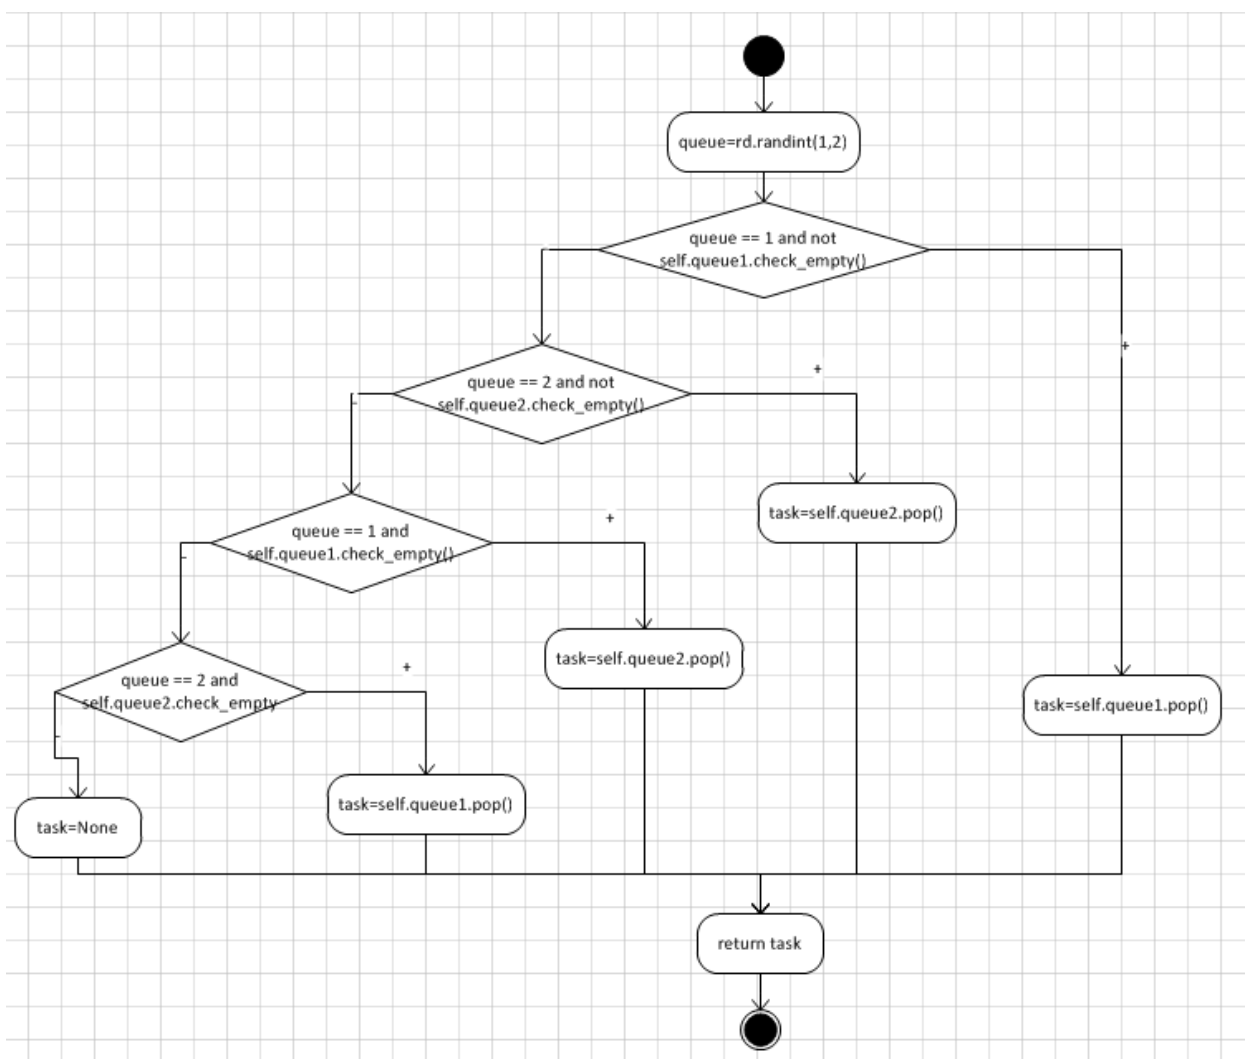 queue=rd.randint(1,2)
queue == 1 and not
self.queue1.check_empty()
-
+
queue == 2 and not
self.queue2.check_empty()
+
-
task=self.queue2.pop()
queue == 1 and
self.queue1.check_empty()
+
-
task=self.queue2.pop()
queue == 2 and
self.queue2.check_empty
+
-
task=self.queue1.pop()
task=self.queue1.pop()
task=None
return task